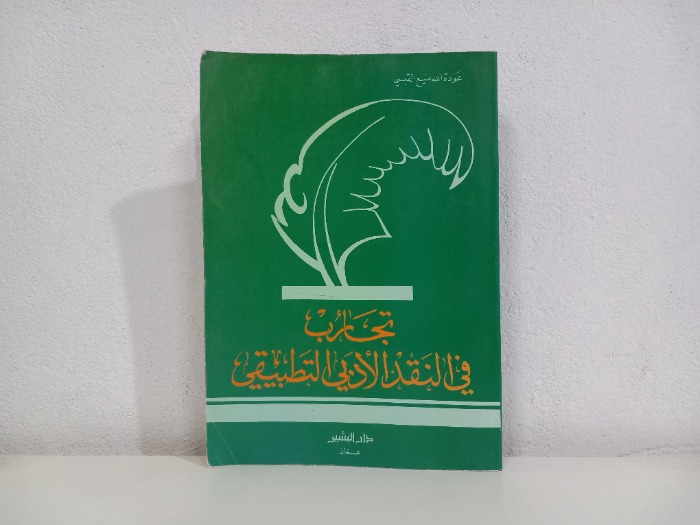 عودة الله منيع القيسي
تجارب
في النقد الأدبي التطبيقي
دار البشير
عمان